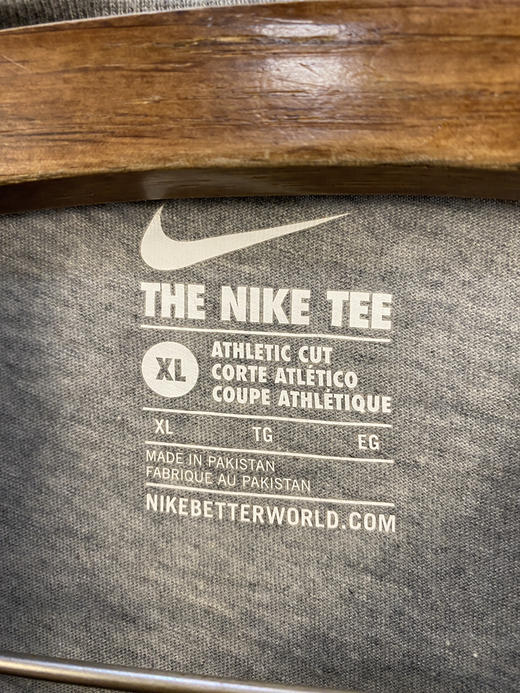 THE NIKE TEE
XL
ATHLETIC CUT
CORTE ATLÉTICO
COUPE ATHLÉTIQUE
XL TG EG
MADE IN PAKISTAN
FABRIQUE AU PAKISTAN
NIKEBETTERWORLD.COM